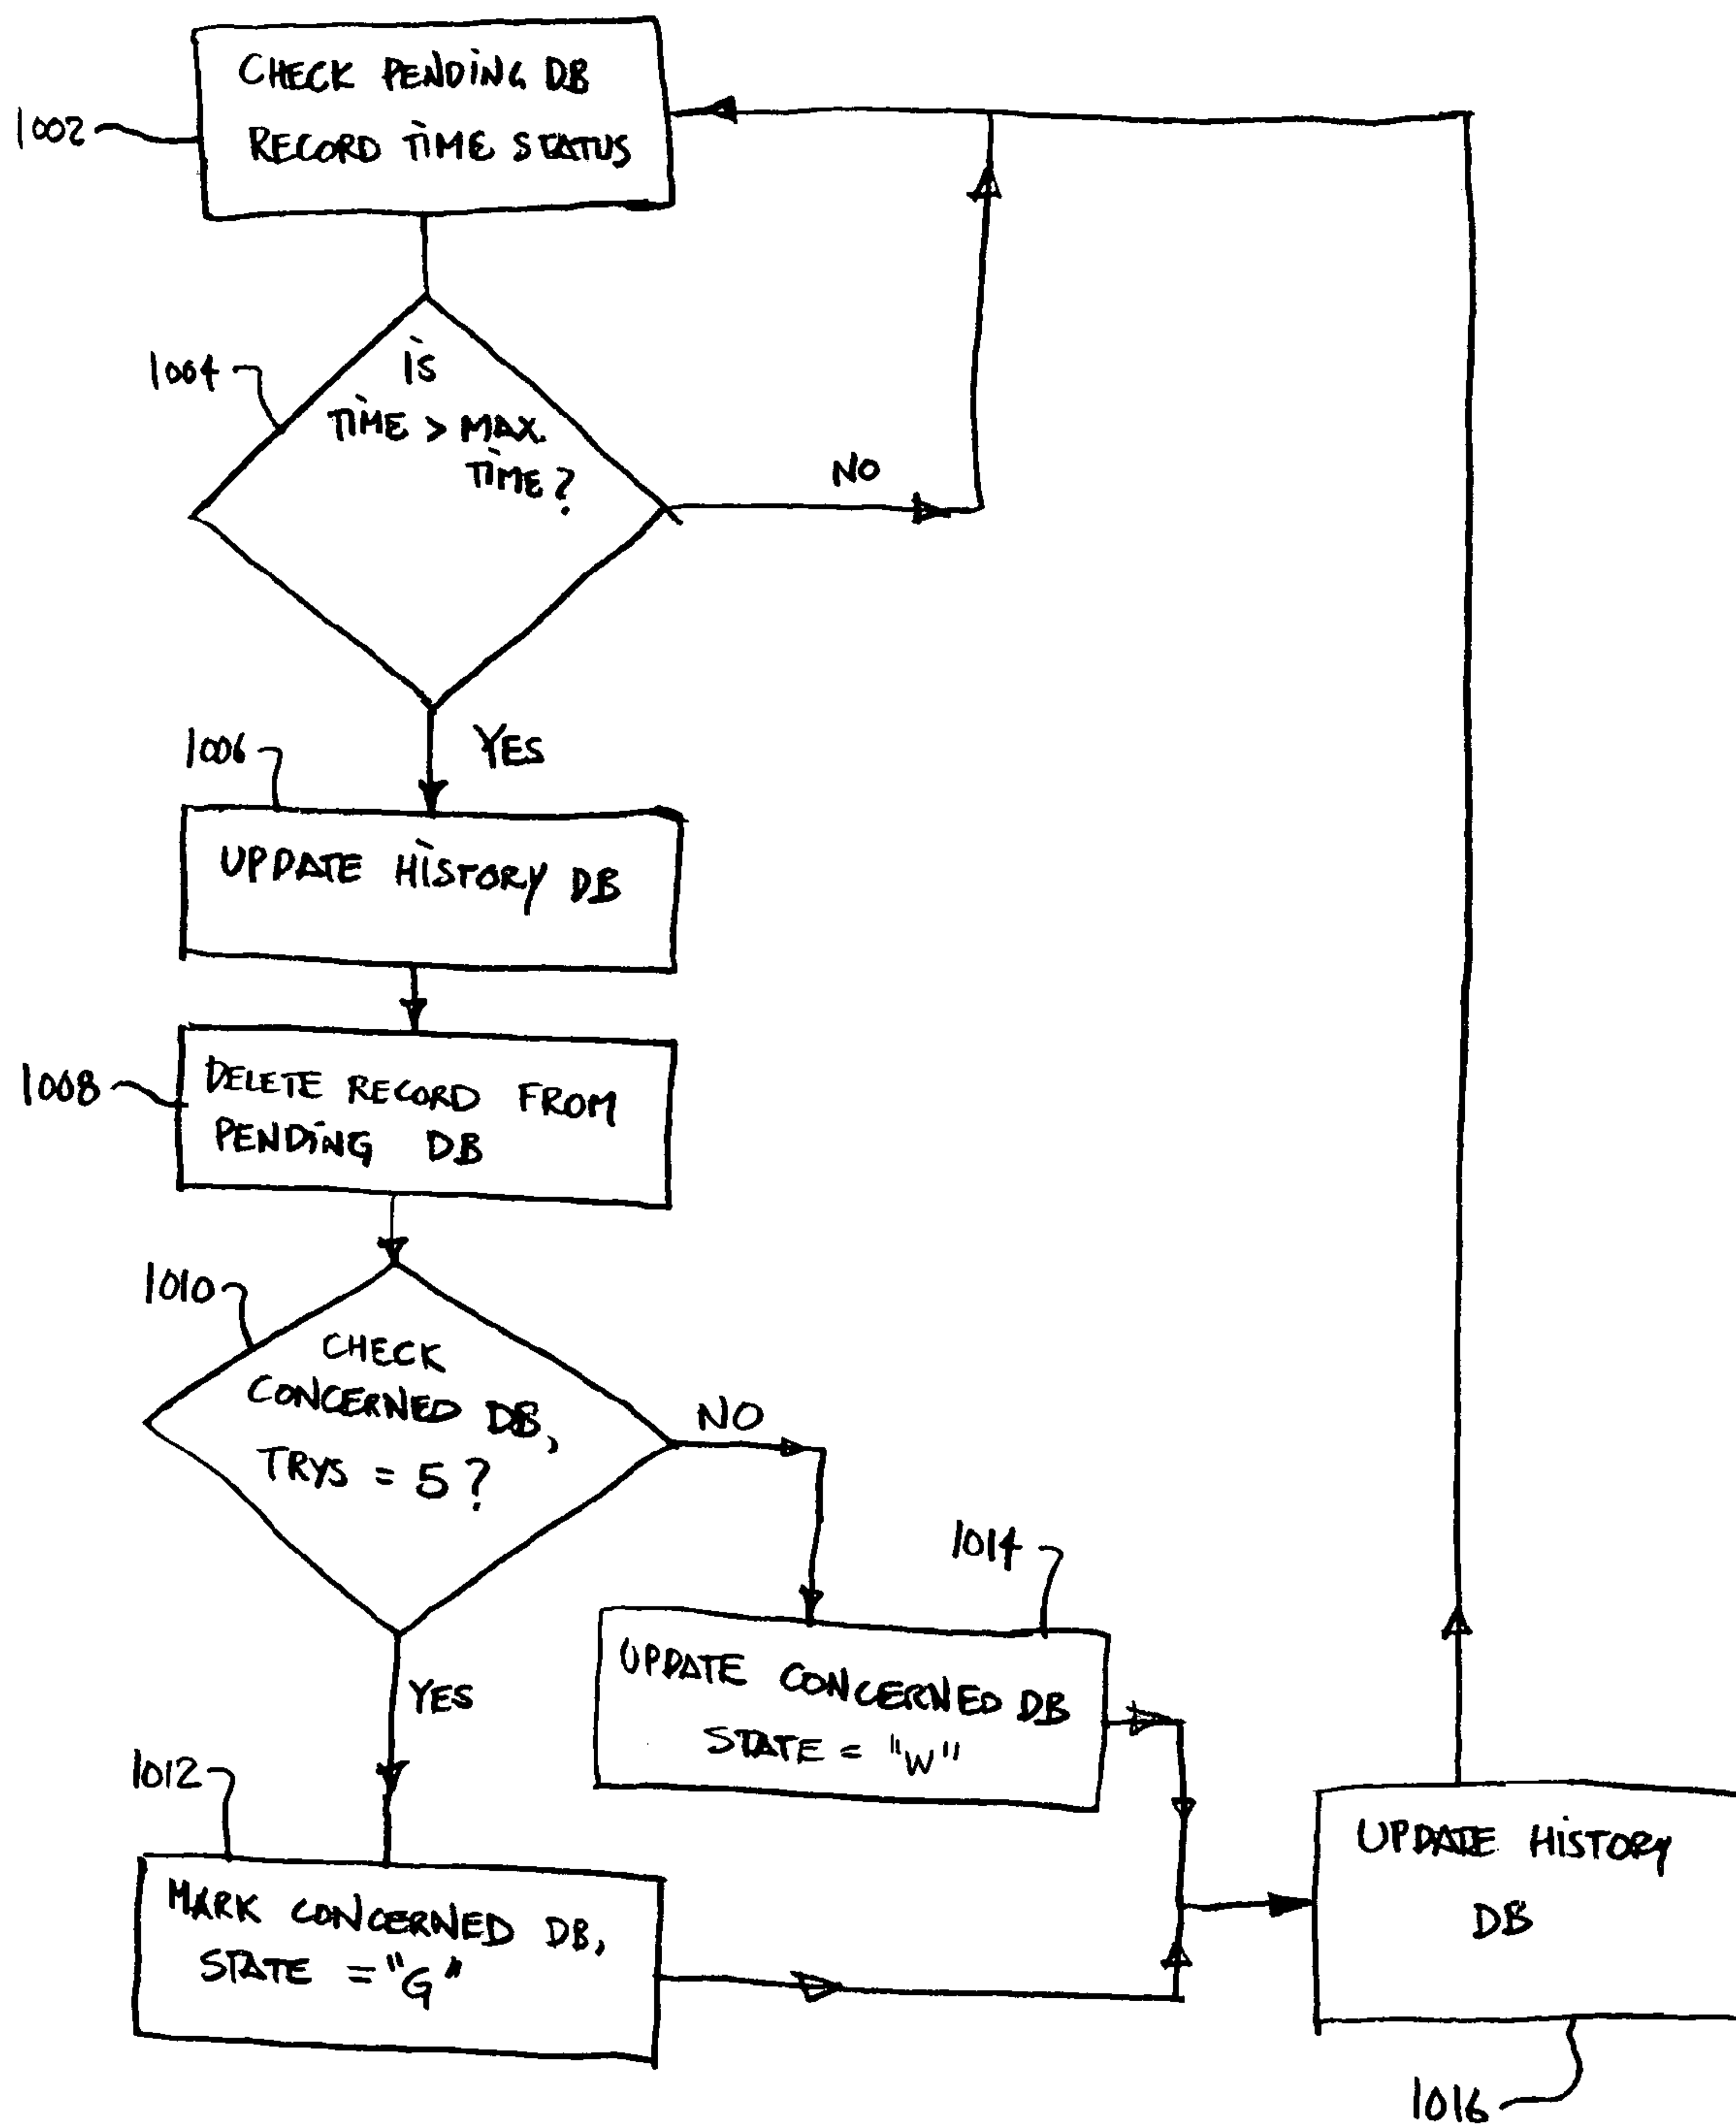 CHECK PENDING DB
RECORD TIME STATUS
1002
1004
IS
TIME > MAX.
TIME?
NO
YES
1006
UPDATE HISTORY DB
1008
DELETE RECORD FROM
PENDING DB
1010
CHECK
CONCERNED DB,
TRYS = 5?
NO
YES
1014
UPDATE CONCERNED DB
STATE = "W"
1012
MARK CONCERNED DB,
STATE = "G"
UPDATE HISTORY
DB
1016